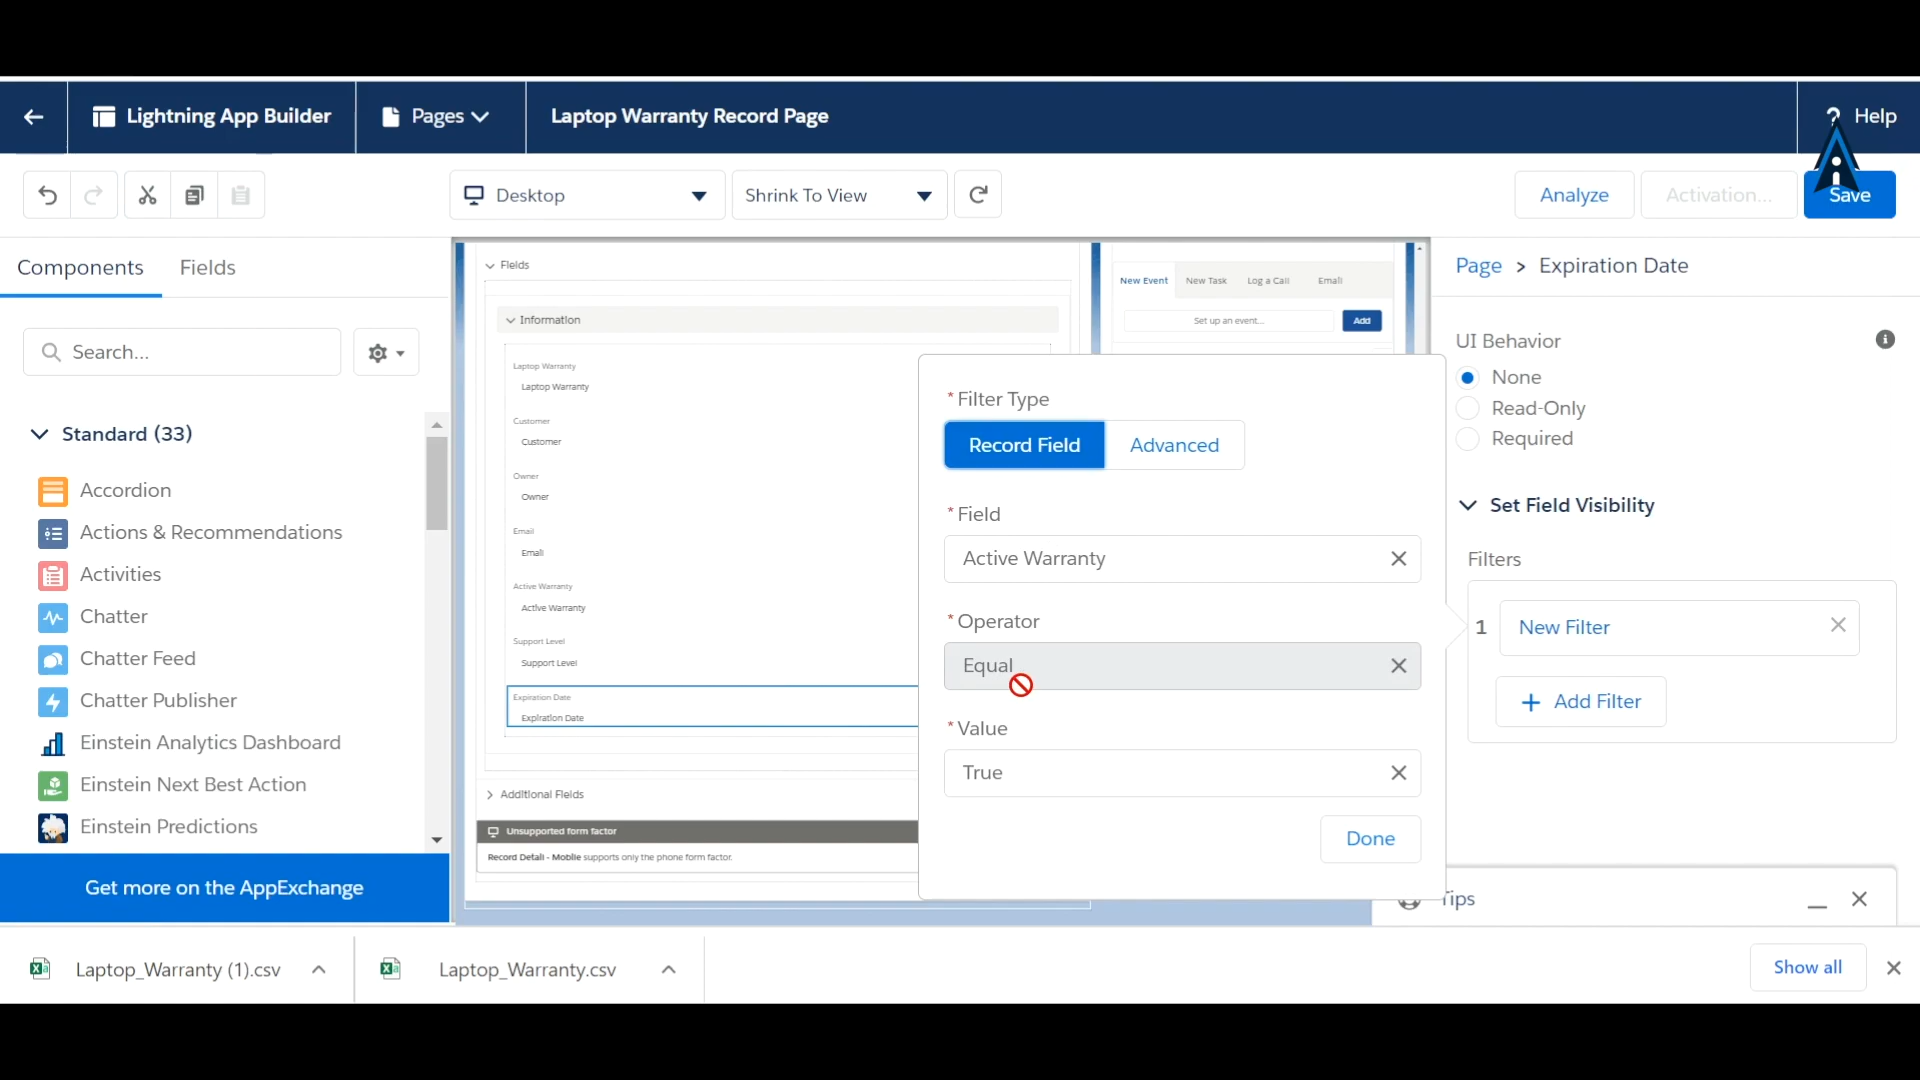 Lightning App Builder
Pages
Laptop Warranty Record Page
? Help
Desktop
Shrink To View
Analyze
Activation...
Save
Components
Fields
Search...
Standard (33)
Accordion
Actions & Recommendations
Activities
Chatter
Chatter Feed
Chatter Publisher
Einstein Analytics Dashboard
Einstein Next Best Action
Einstein Predictions
Get more on the AppExchange
Fields
Information
Laptop Warranty
Laptop Warranty
Customer
Customer
Owner
Owner
Email
Email
Active Warranty
Active Warranty
Support Level
Support Level
Expiration Date
Expiration Date
Additional Fields
Unsupported form factor
Record Detail - Mobile supports only the phone form factor.
New Event
New Task
Log a Call
Email
Set up an event...
Add
*Filter Type
Record Field
Advanced
*Field
Active Warranty
*Operator
Equal
*Value
True
Done
Page > Expiration Date
UI Behavior
None
Read-Only
Required
Set Field Visibility
Filters
1
New Filter
+ Add Filter
Tips
Laptop_Warranty (1).csv
Laptop_Warranty.csv
Show all